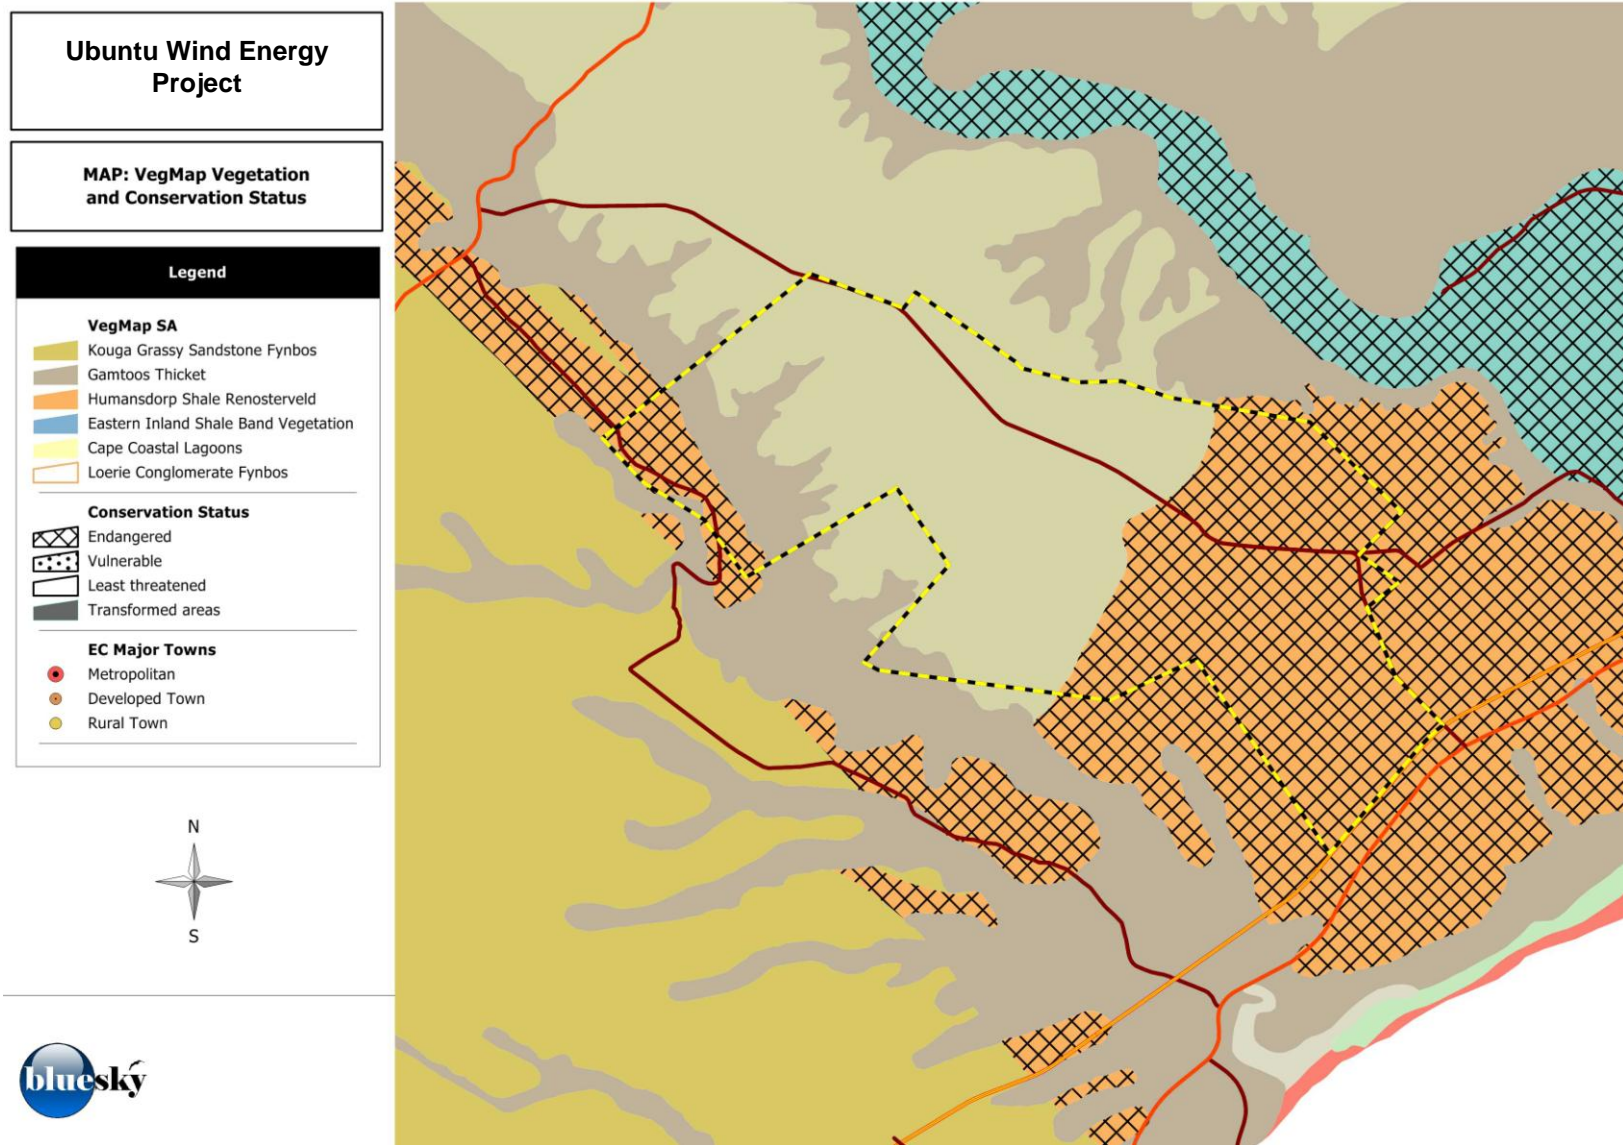 Ubuntu Wind Energy
Project
MAP: VegMap Vegetation
and Conservation Status
Legend
VegMap SA
Kouga Grassy Sandstone Fynbos
Gamtoos Thicket
Humansdorp Shale Renosterveld
Eastern Inland Shale Band Vegetation
Cape Coastal Lagoons
Loerie Conglomerate Fynbos
Conservation Status
Endangered
Vulnerable
Least threatened
Transformed areas
EC Major Towns
Metropolitan
Developed Town
Rural Town
N
S
bluesky